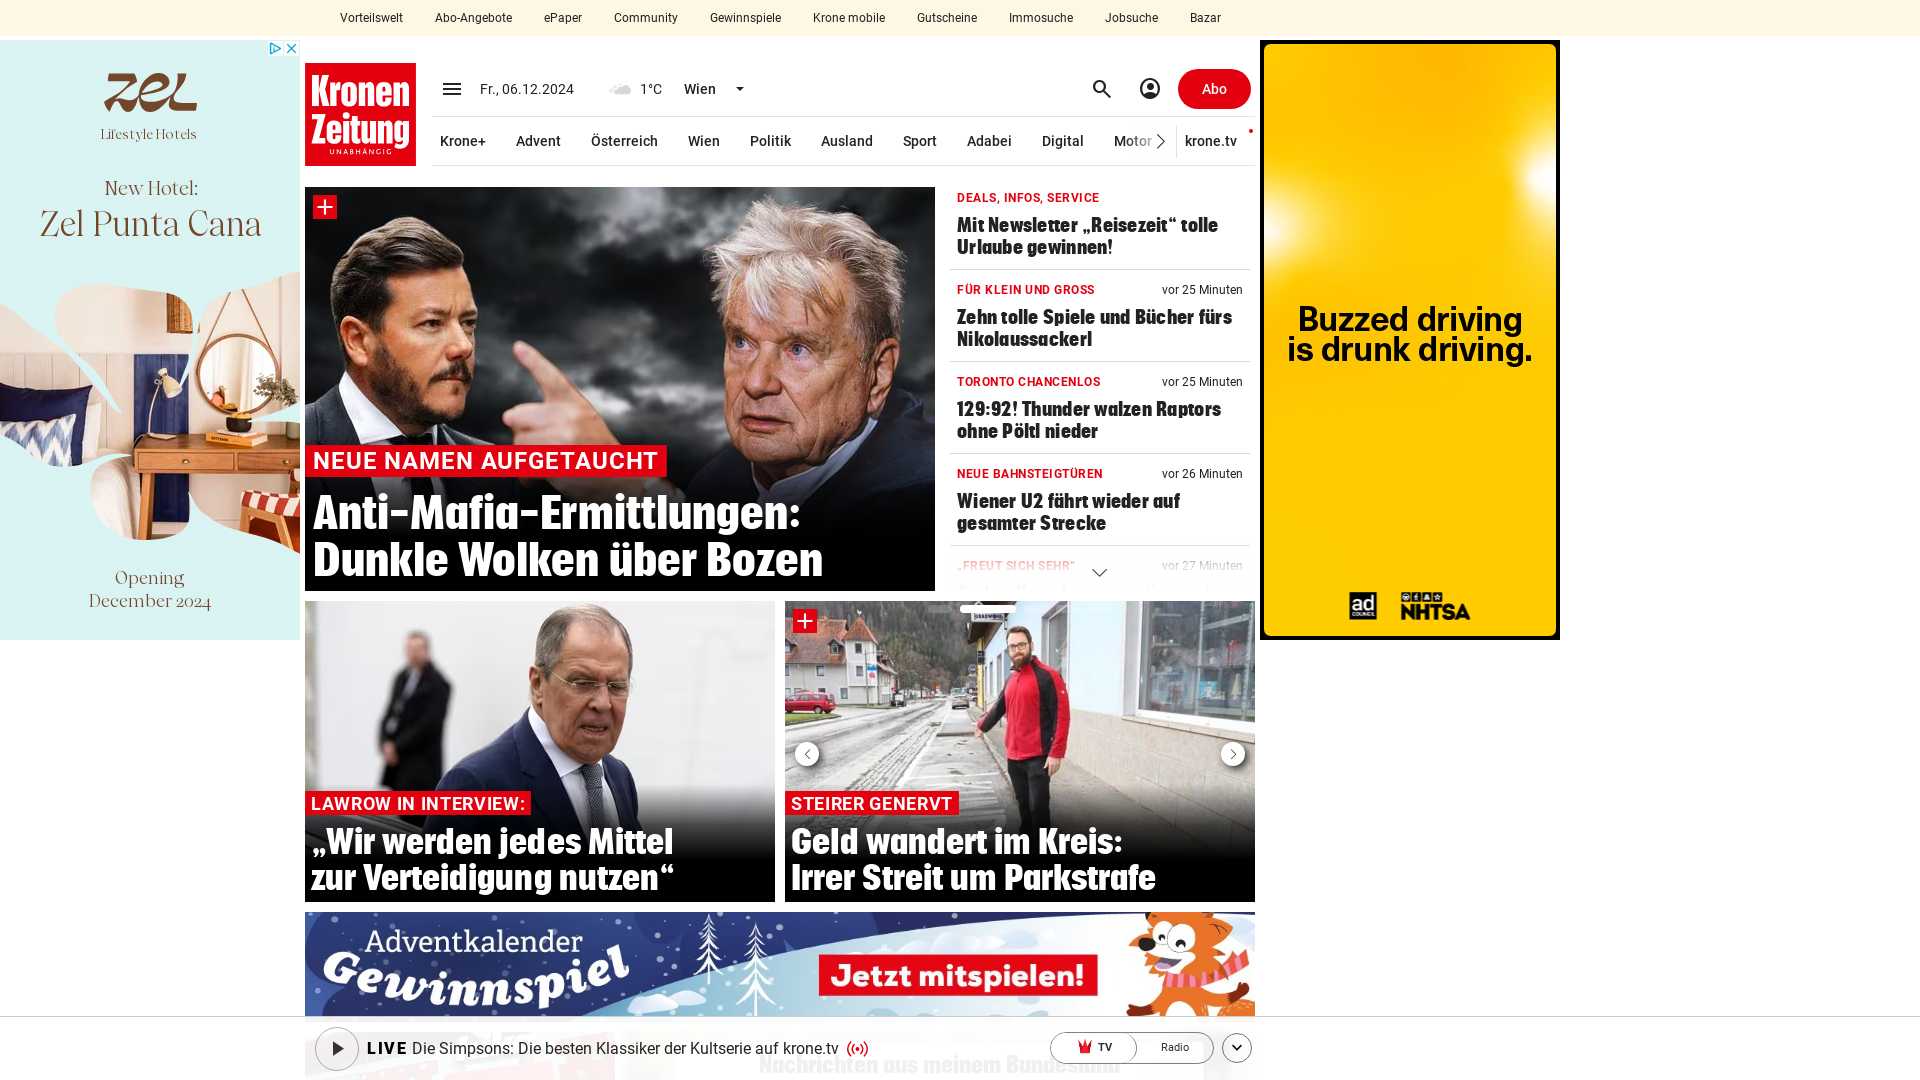 Vorteilswelt Abo-Angebote ePaper Community Gewinnspiele Krone mobile Gutscheine Immosuche Jobsuche Bazar
zel
Lifestyle Hotels
New Hotel:
Zel Punta Cana
Opening
December 2024
Kronen
Zeitung
UNABHÄNGIG
Fr., 06.12.2024 1°C Wien Abo
Krone+ Advent Österreich Wien Politik Ausland Sport Adabei Digital Motor krone.tv
NEUE NAMEN AUFGETAUCHT
Anti-Mafia-Ermittlungen:
Dunkle Wolken über Bozen
DEALS, INFOS, SERVICE
Mit Newsletter „Reisezeit“ tolle
Urlaube gewinnen!
FÜR KLEIN UND GROSS vor 25 Minuten
Zehn tolle Spiele und Bücher fürs
Nikolaussackerl
TORONTO CHANCENLOS vor 25 Minuten
129:92! Thunder walzen Raptors
ohne Pöltl nieder
NEUE BAHNSTEIGTÜREN vor 26 Minuten
Wiener U2 fährt wieder auf
gesamter Strecke
„FREUT SICH SEHR“ vor 27 Minuten
Buzzed driving
is drunk driving.
ad
COUNCIL
NHTSA
LAWROW IN INTERVIEW:
„Wir werden jedes Mittel
zur Verteidigung nutzen“
STEIRER GENERVT
Geld wandert im Kreis:
Irrer Streit um Parkstrafe
Adventkalender
Gewinnspiel
Jetzt mitspielen!
LIVE Die Simpsons: Die besten Klassiker der Kultserie auf krone.tv
TV Radio
Nachrichten aus meinem Bundesland